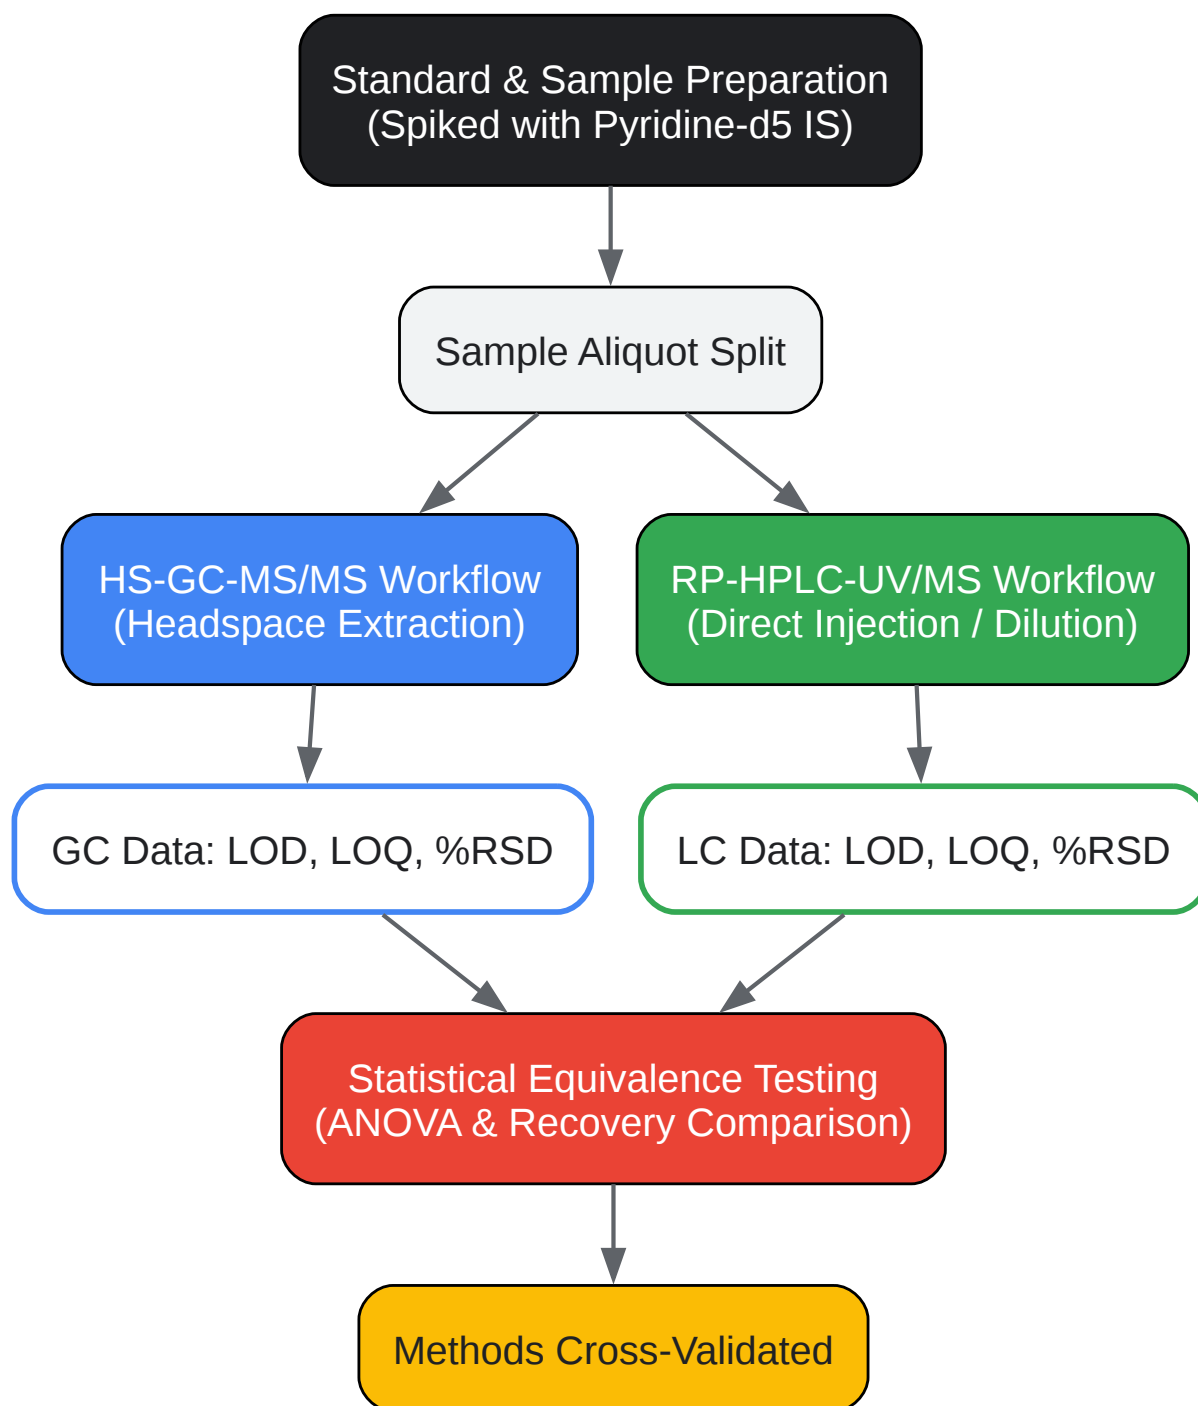 Standard & Sample Preparation
(Spiked with Pyridine-d5 IS)
Sample Aliquot Split
HS-GC-MS/MS Workflow
(Headspace Extraction)
RP-HPLC-UV/MS Workflow
(Direct Injection / Dilution)
GC Data: LOD, LOQ, %RSD
LC Data: LOD, LOQ, %RSD
Statistical Equivalence Testing
(ANOVA & Recovery Comparison)
Methods Cross-Validated